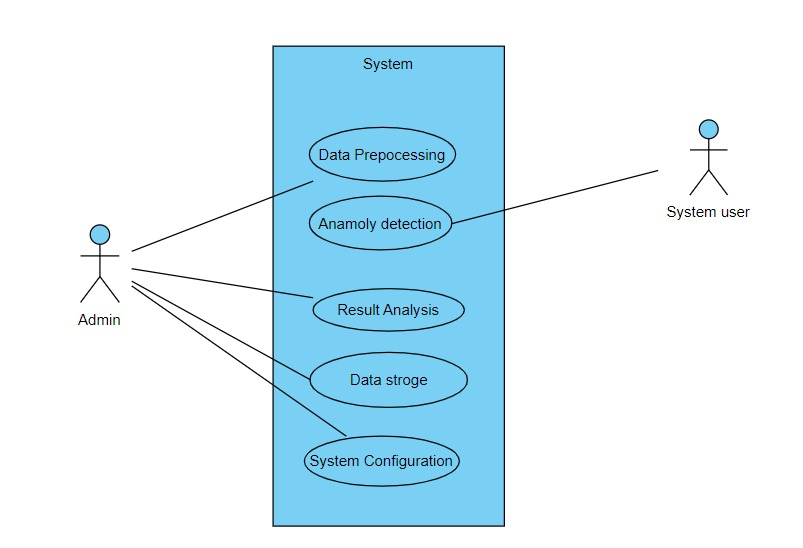 System
Data Prepocessing
Anamoly detection
System user
Result Analysis
Admin
Data stroge
System Configuration